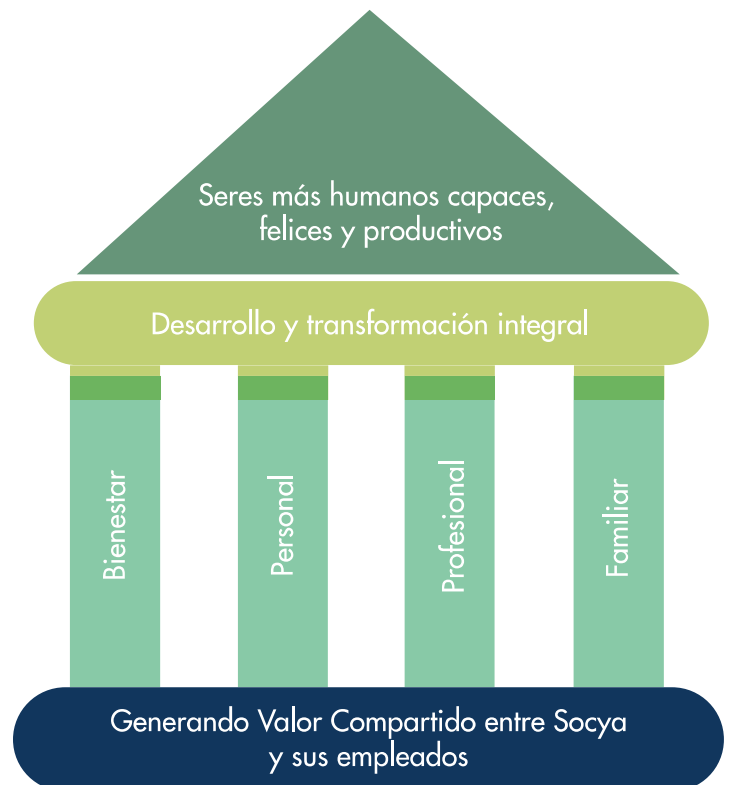 Seres más humanos capaces,
felices y productivos
Desarrollo y transformación integral
Bienestar
Personal
Profesional
Familiar
Generando Valor Compartido entre Socya
y sus empleados